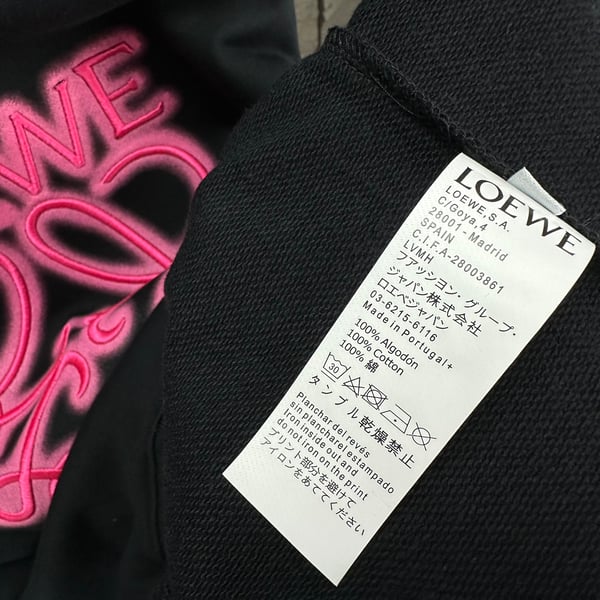 EWE
LOEWE
LOEWE,S.A.
C/Goya,4
28001-Madrid
SPAIN
C.I.F.A-28003861
LVMH
ファッション・グループ・
ジャパン株式会社
ロエベジャパン
03-6215-6116
Made in Portugal+
100% Algodón
100% Cotton
100% 綿
30
タンブル乾燥禁止
Planchar del revés
sin planchar el estampado
Iron inside out and
do not iron on the print
プリント部分を避けて
アイロンをあててください